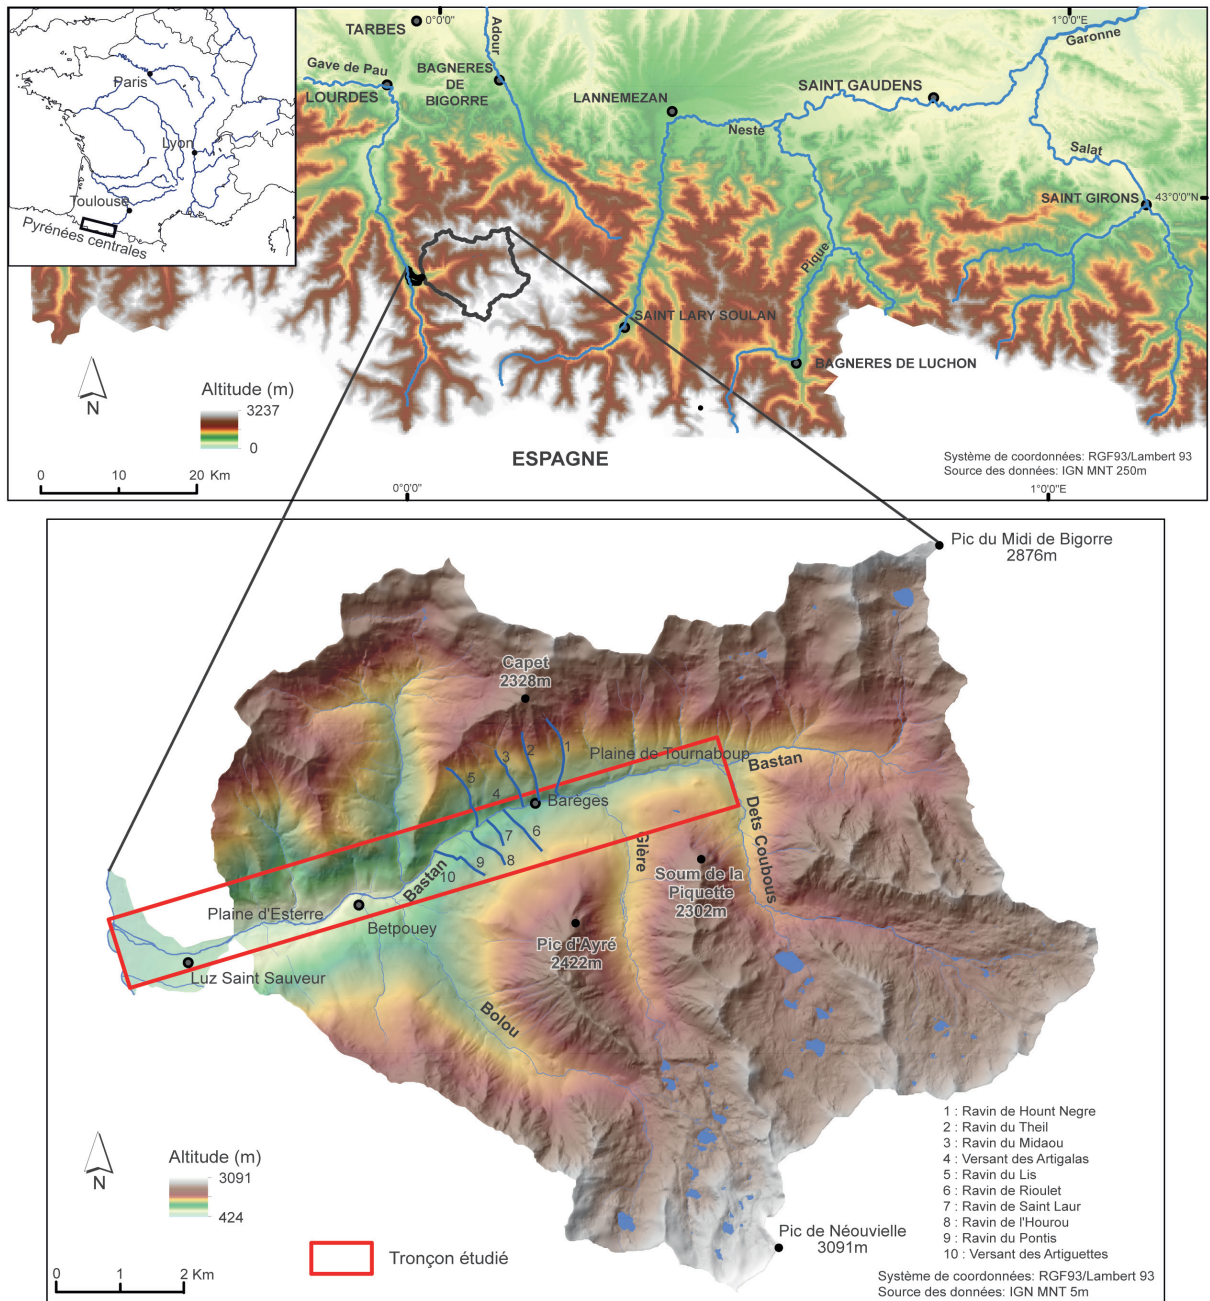 Paris
Lyon
Toulouse
Pyrénées centrales
TARBES
0°0'0"
Adour
1°0'0"E
Garonne
Gave de Pau
LOURDES
BAGNERES
DE
BIGORRE
LANNEMEZAN
SAINT GAUDENS
Neste
Salat
SAINT GIRONS
43°0'0"N
Pique
SAINT LARY SOULAN
BAGNERES DE LUCHON
N
Altitude (m)
3237
0
0 10 20 Km
ESPAGNE
Système de coordonnées: RGF93/Lambert 93
Source des données: IGN MNT 250m
0°0'0"
1°0'0"E
Pic du Midi de Bigorre
2876m
Capet
2328m
1
2
3
4
5
Plaine de Tournaboup
Bastan
Barèges
6
7
8
9
10
Bastan
Glère
Dets Coubous
Soum de la
Piquette
2302m
Plaine d'Esterre
Betpouey
Pic d'Ayré
2422m
Luz Saint Sauveur
Bolou
1 : Ravin de Hount Negre
2 : Ravin du Theil
3 : Ravin du Midaou
4 : Versant des Artigalas
5 : Ravin du Lis
6 : Ravin de Rioulet
7 : Ravin de Saint Laur
8 : Ravin de l'Hourou
9 : Ravin du Pontis
10 : Versant des Artiguettes
N
Altitude (m)
3091
424
Pic de Néouvielle
3091m
Tronçon étudié
0 1 2 Km
Système de coordonnées: RGF93/Lambert 93
Source des données: IGN MNT 5m